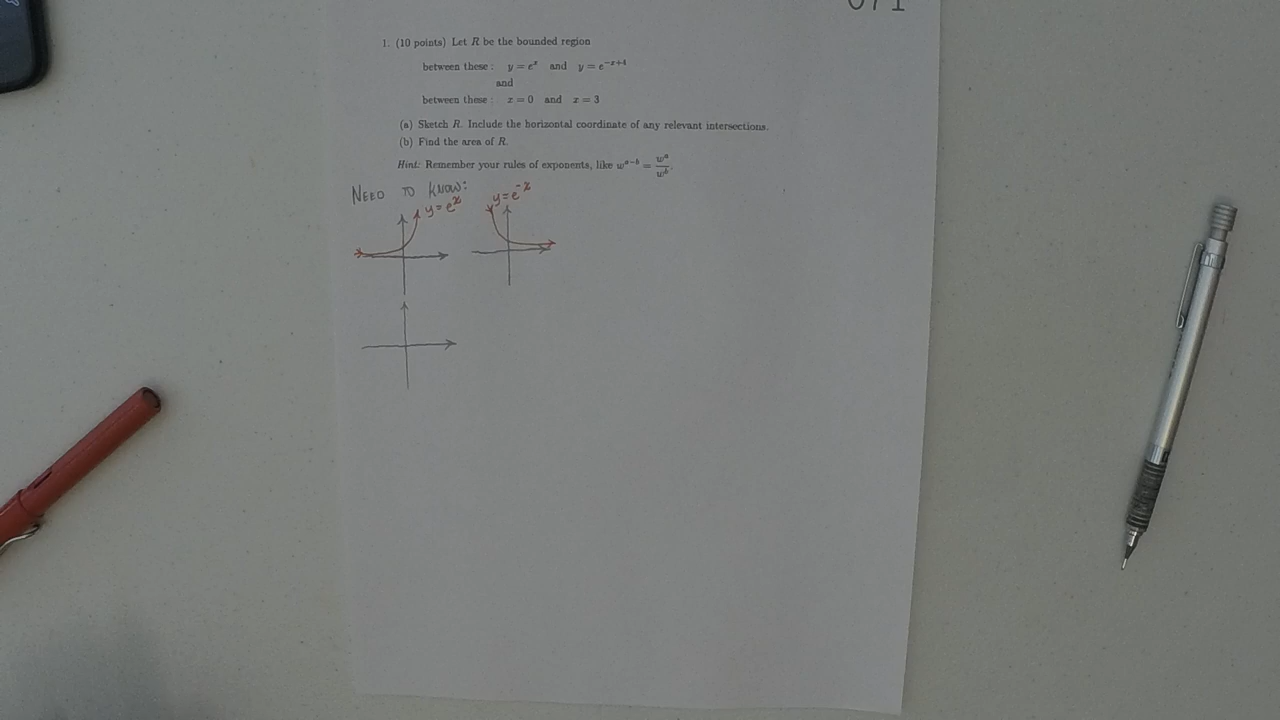 1. (10 points) Let R be the bounded region
between these : y = e^x and y = e^{-x+4}
and
between these : x = 0 and x = 3
(a) Sketch R. Include the horizontal coordinate of any relevant intersections.
(b) Find the area of R.
Hint: Remember your rules of exponents, like w^{a-b} = \frac{w^a}{w^b}.
NEED TO KNOW:
y=e^x y=e^{-x}